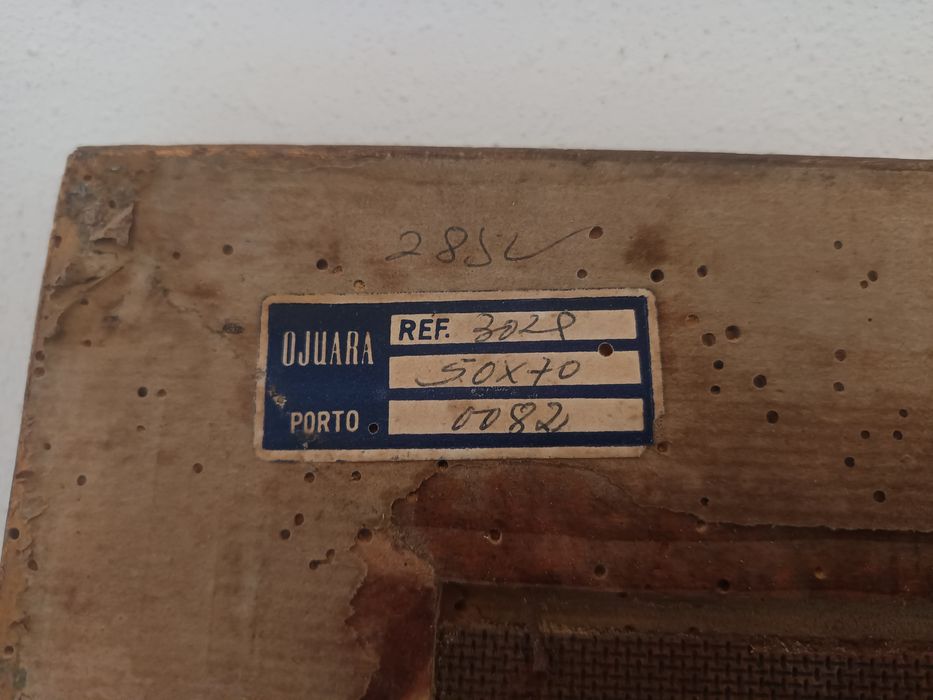 285
OJUARA
REF. 3029
50X70
PORTO
0082